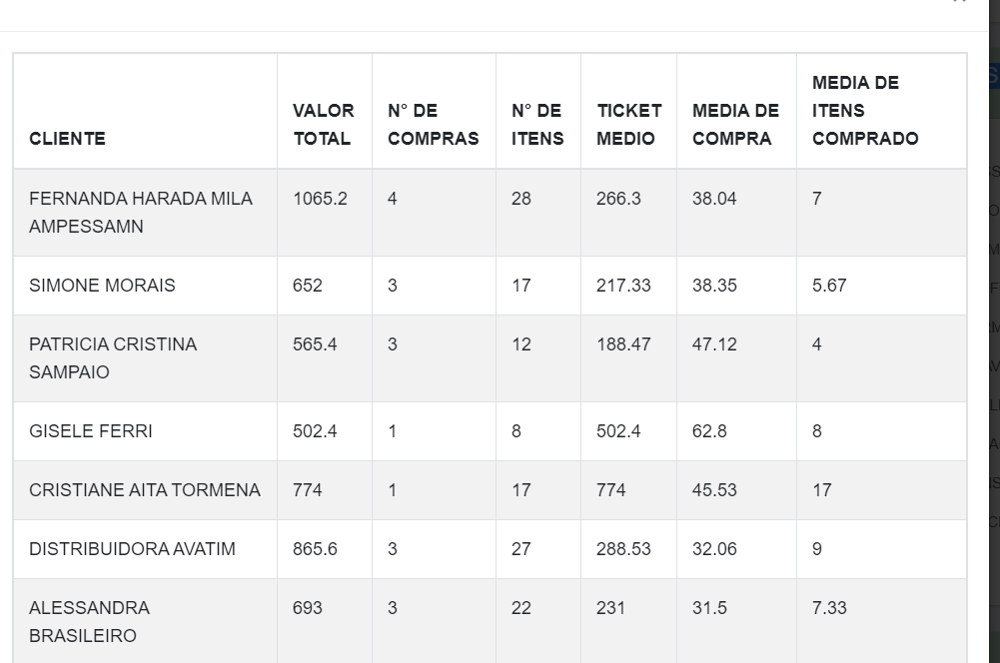 CLIENTE VALOR TOTAL N° DE COMPRAS N° DE ITENS TICKET MEDIO MEDIA DE COMPRA MEDIA DE ITENS COMPRADO
FERNANDA HARADA MILA AMPESSAMN 1065.2 4 28 266.3 38.04 7
SIMONE MORAIS 652 3 17 217.33 38.35 5.67
PATRICIA CRISTINA SAMPAIO 565.4 3 12 188.47 47.12 4
GISELE FERRI 502.4 1 8 502.4 62.8 8
CRISTIANE AITA TORMENA 774 1 17 774 45.53 17
DISTRIBUIDORA AVATIM 865.6 3 27 288.53 32.06 9
ALESSANDRA BRASILEIRO 693 3 22 231 31.5 7.33